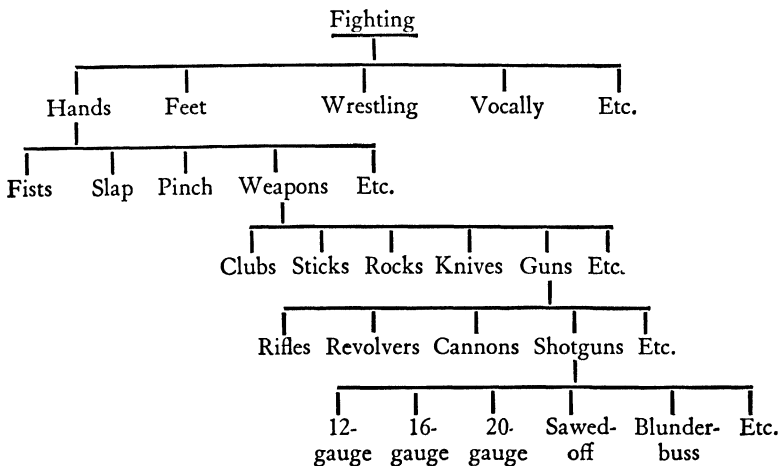 Fighting
Hands Feet Wrestling Vocally Etc.
Fists Slap Pinch Weapons Etc.
Clubs Sticks Rocks Knives Guns Etc.
Rifles Revolvers Cannons Shotguns Etc.
12- 16- 20- Sawed- Blunder- Etc.
gauge gauge gauge off buss